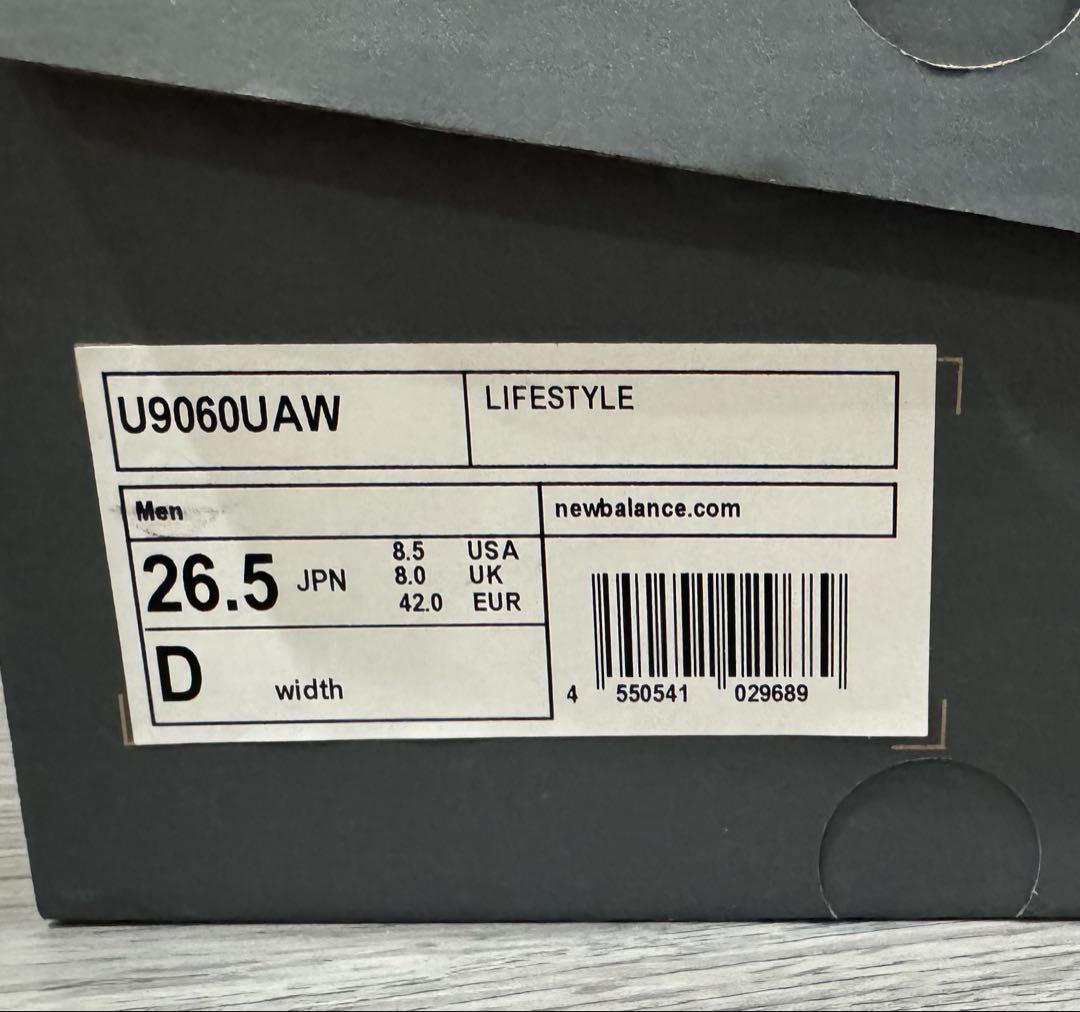 U9060UAW
LIFESTYLE
Men
newbalance.com
26.5 JPN
8.5 USA
8.0 UK
42.0 EUR
D width
4 550541 029689